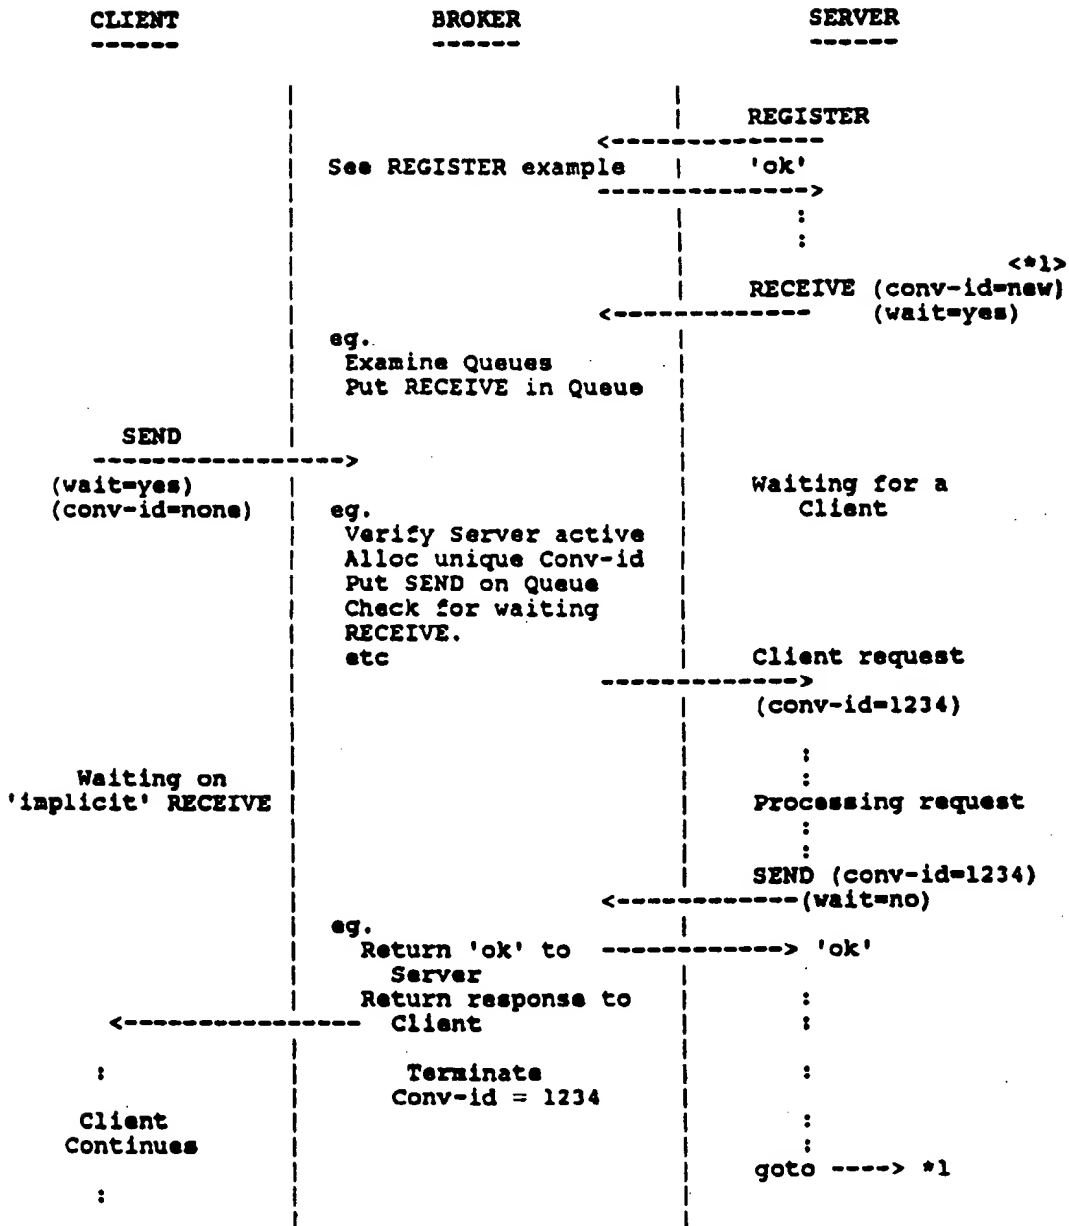 CLIENT BROKER SERVER
------ ------ ------
REGISTER
<---------------
See REGISTER example 'ok'
--------------->
:
:
<*1>
RECEIVE (conv-id=new)
<------------- (wait=yes)
eg.
Examine Queues
Put RECEIVE in Queue
SEND
----------------->
(wait=yes) Waiting for a
(conv-id=none) eg. Client
Verify Server active
Alloc unique Conv-id
Put SEND on Queue
Check for waiting
RECEIVE.
etc Client request
------------->
(conv-id=1234)
:
Waiting on :
'implicit' RECEIVE Processing request
:
:
SEND (conv-id=1234)
<------------(wait=no)
eg.
Return 'ok' to ------------> 'ok'
Server
Return response to :
<---------------- Client :
: Terminate :
Conv-id = 1234
Client :
Continues :
goto ----> *1
: